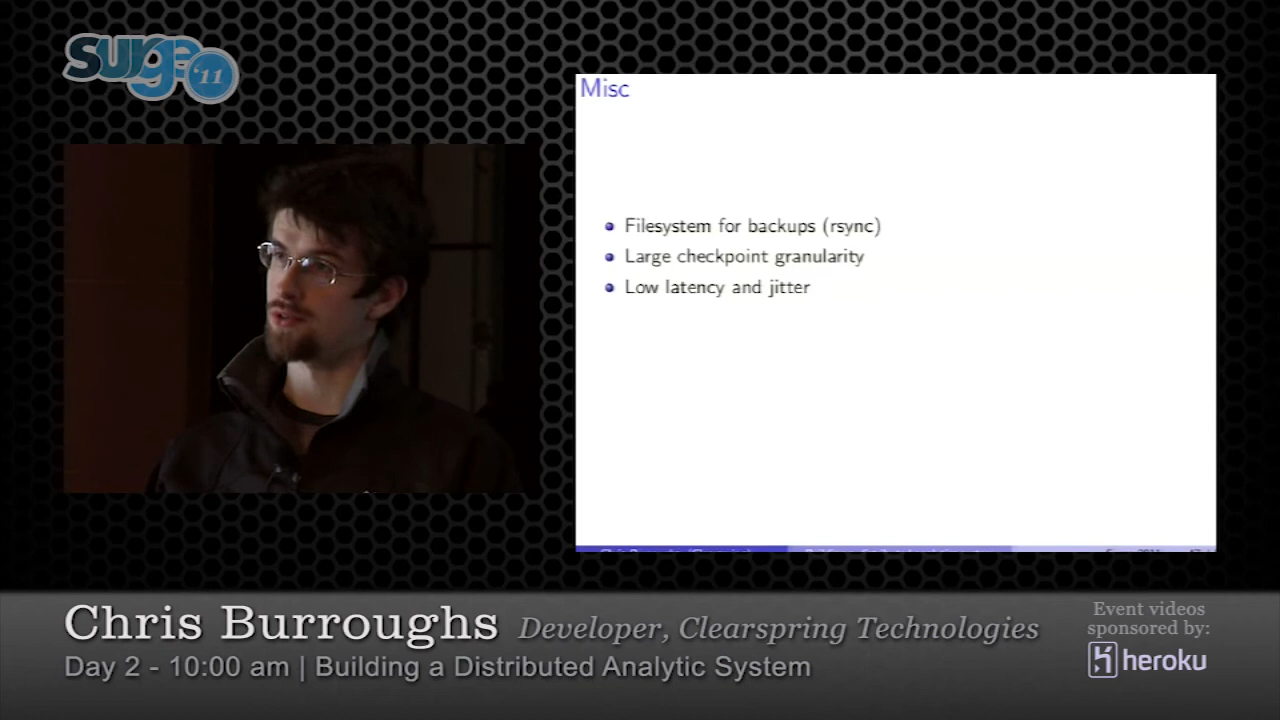 surge '11
Misc
Filesystem for backups (rsync)
Large checkpoint granularity
Low latency and jitter
Chris Burroughs Developer, Clearspring Technologies
Day 2 - 10:00 am | Building a Distributed Analytic System
Event videos
sponsored by:
heroku